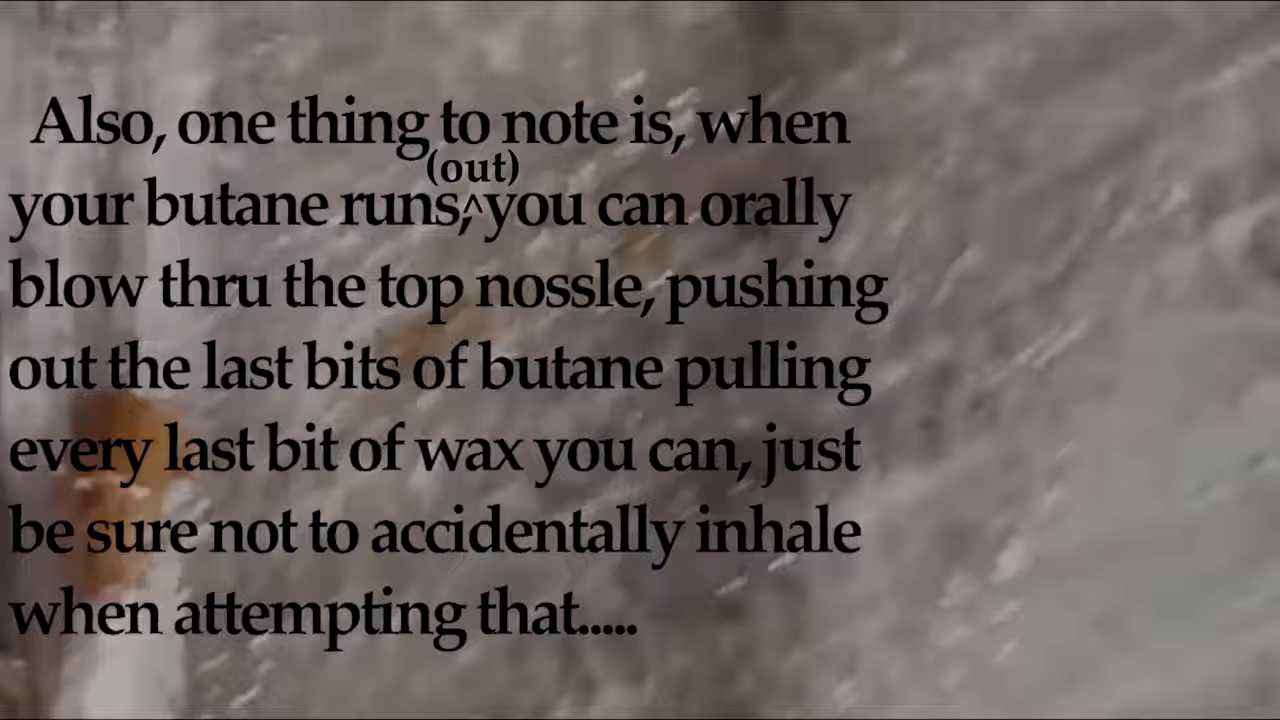 Also, one thing to note is, when
(out)
your butane runs,^you can orally
blow thru the top nossle, pushing
out the last bits of butane pulling
every last bit of wax you can, just
be sure not to accidentally inhale
when attempting that.....